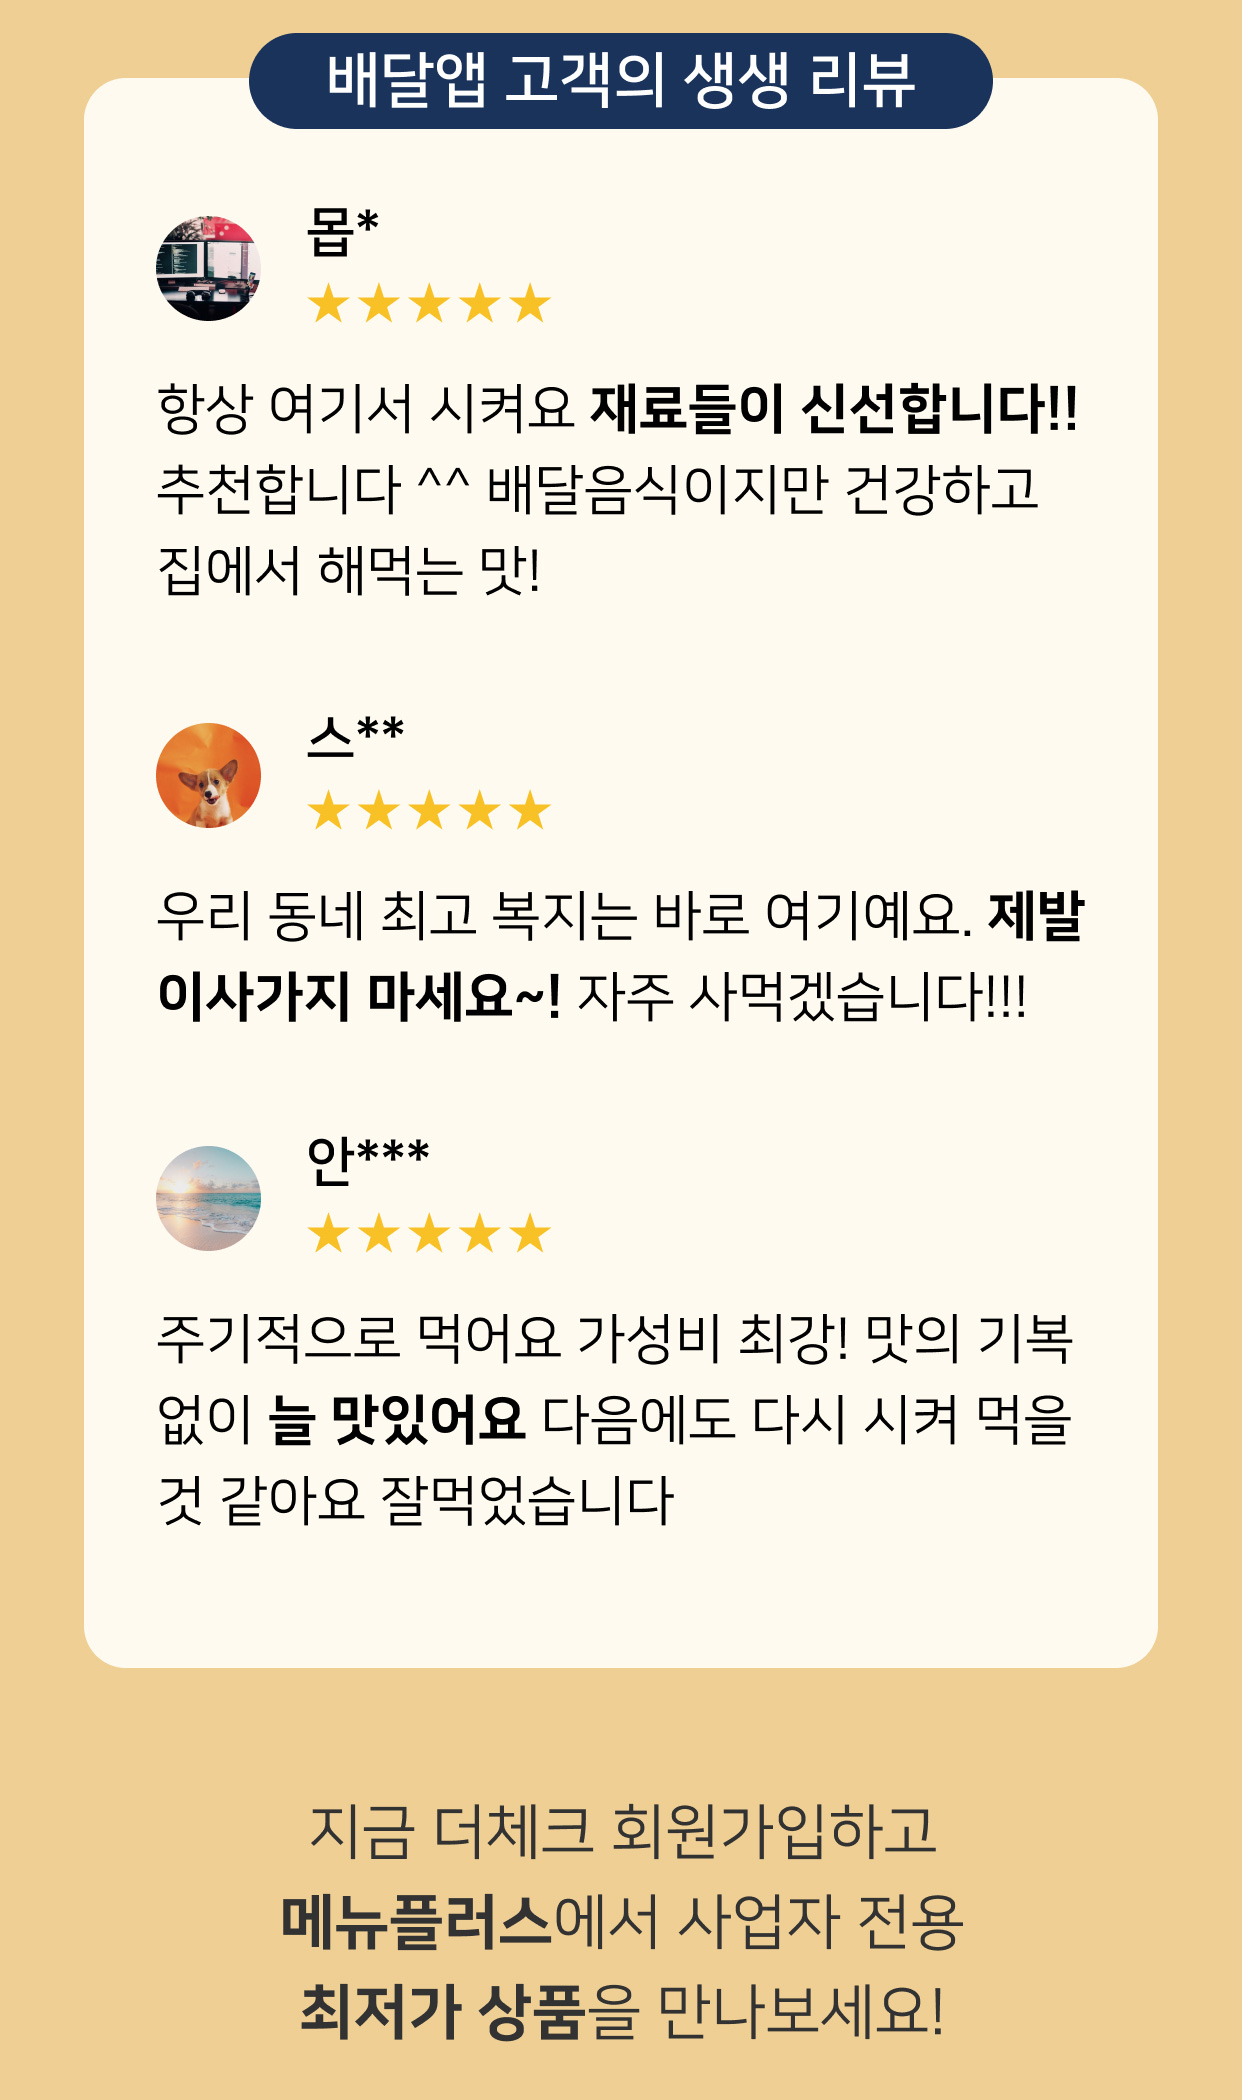 배달앱 고객의 생생 리뷰
몹*
★★★★★
항상 여기서 시켜요 재료들이 신선합니다!!
추천합니다 ^^ 배달음식이지만 건강하고
집에서 해먹는 맛!
스**
★★★★★
우리 동네 최고 복지는 바로 여기예요. 제발
이사가지 마세요~! 자주 사먹겠습니다!!!
안***
★★★★★
주기적으로 먹어요 가성비 최강! 맛의 기복
없이 늘 맛있어요 다음에도 다시 시켜 먹을
것 같아요 잘먹었습니다
지금 더체크 회원가입하고
메뉴플러스에서 사업자 전용
최저가 상품을 만나보세요!